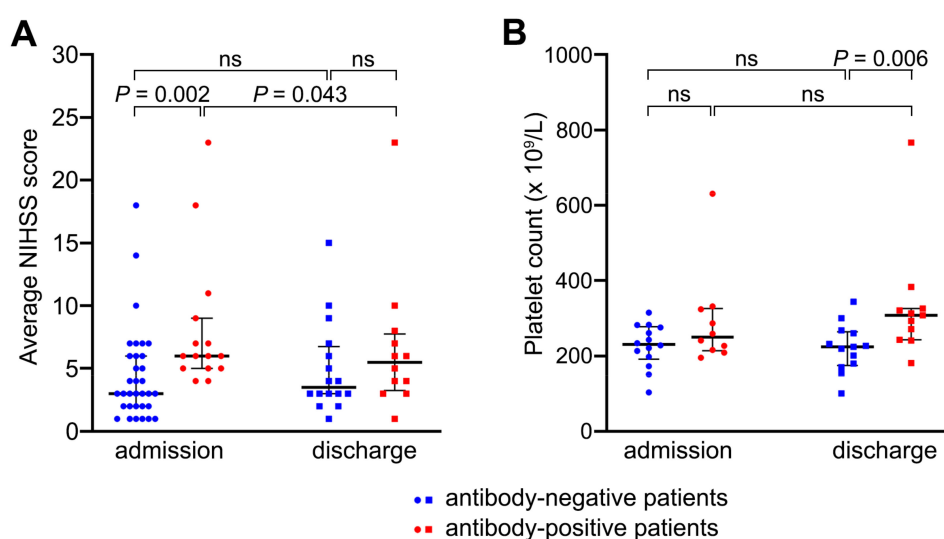 A
Average NIHSS score
30
25
20
15
10
5
0
ns
ns
P = 0.002
P = 0.043
admission
discharge
B
Platelet count (x 10⁹/L)
1000
800
600
400
200
0
P = 0.006
ns
ns
ns
admission
discharge
antibody-negative patients
antibody-positive patients